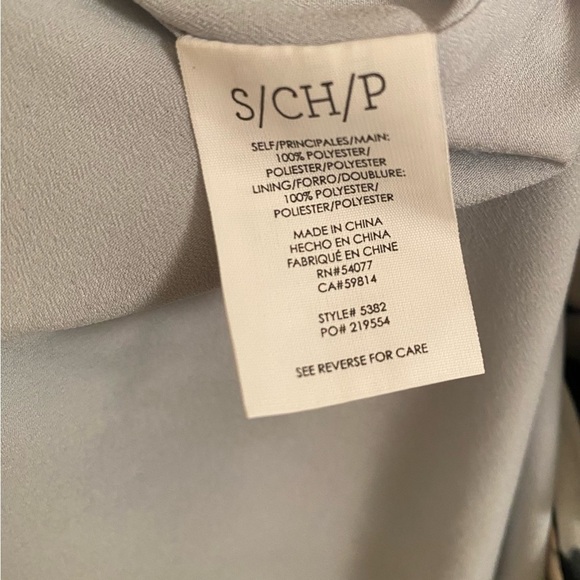 S/CH/P
SELF/PRINCIPALES/MAIN:
100% POLYESTER/
POLIESTER/POLYESTER
LINING/FORRO/DOUBLURE:
100% POLYESTER/
POLIESTER/POLYESTER
MADE IN CHINA
HECHO EN CHINA
FABRIQUÉ EN CHINE
RN#54077
CA#59814
STYLE# 5382
PO# 219554
SEE REVERSE FOR CARE